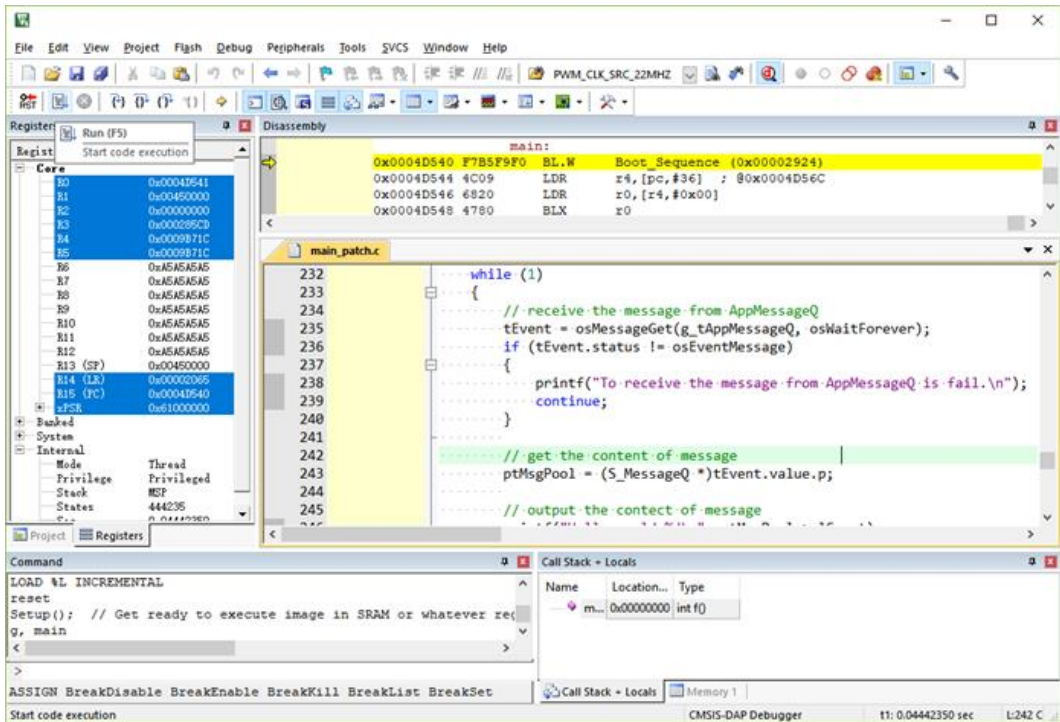 File Edit View Project Flash Debug Peripherals Tools SVCS Window Help
PWM_CLK_SRC_22MHZ
RST
Registers
Run (F5)
Start code execution
Regist
Core
R0 0x0004D541
R1 0x00450000
R2 0x00000000
R3 0x000285CD
R4 0x0009B71C
R5 0x0009B71C
R6 0xA5A5A5A5
R7 0xA5A5A5A5
R8 0xA5A5A5A5
R9 0xA5A5A5A5
R10 0xA5A5A5A5
R11 0xA5A5A5A5
R12 0xA5A5A5A5
R13 (SP) 0x00450000
R14 (LR) 0x00002065
R15 (PC) 0x0004D540
xPSR 0x61000000
Banked
System
Internal
Mode Thread
Privilege Privileged
Stack MSP
States 444235
Project Registers
Disassembly
main:
0x0004D540 F7B5F9F0 BL.W Boot_Sequence (0x00002924)
0x0004D544 4C09 LDR r4,[pc,#36] ; @0x0004D56C
0x0004D546 6820 LDR r0,[r4,#0x00]
0x0004D548 4780 BLX r0
main_patch.c
232 while (1)
233 {
234 // receive the message from AppMessageQ
235 tEvent = osMessageGet(g_tAppMessageQ, osWaitForever);
236 if (tEvent.status != osEventMessage)
237 {
238 printf("To receive the message from AppMessageQ is fail.\n");
239 continue;
240 }
241
242 // get the content of message
243 ptMsgPool = (S_MessageQ *)tEvent.value.p;
244
245 // output the contect of message
Command
LOAD %L INCREMENTAL
reset
Setup(); // Get ready to execute image in SRAM or whatever req
g, main
>
ASSIGN BreakDisable BreakEnable BreakKill BreakList BreakSet
Call Stack + Locals
Name Location... Type
m... 0x00000000 int f()
Call Stack + Locals Memory 1
Start code execution CMSIS-DAP Debugger t1: 0.04442350 sec L:242 C